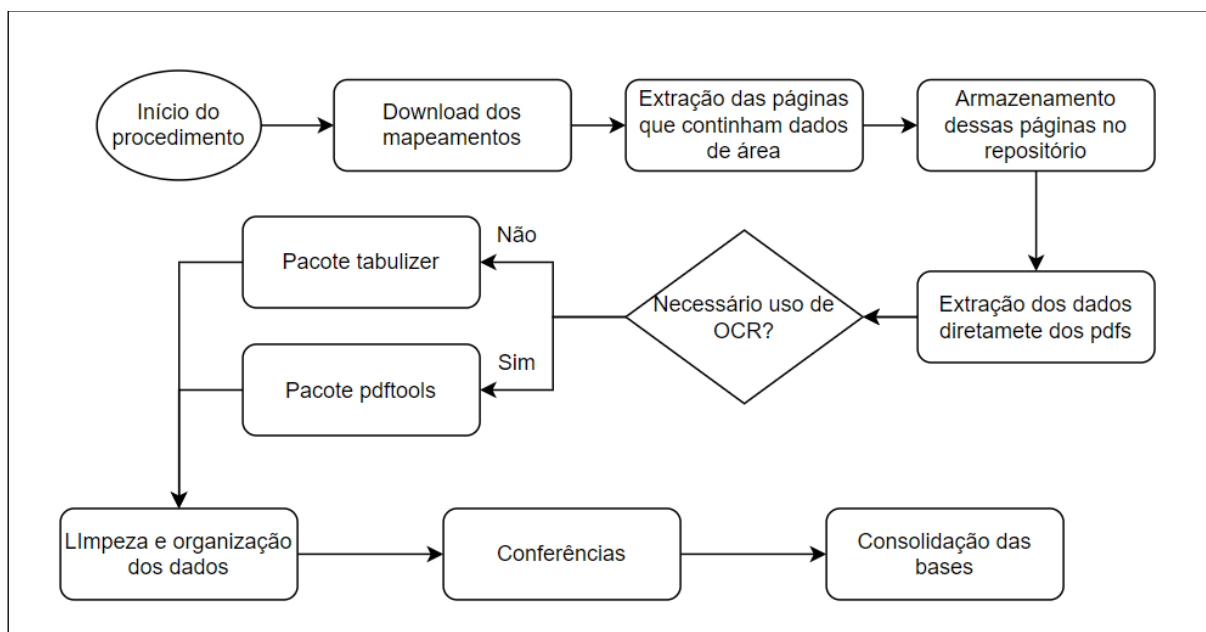 Início do
procedimento
Download dos
mapeamentos
Extração das páginas
que continham dados
de área
Armazenamento
dessas páginas no
repositório
Não
Pacote tabulizer
Necessário uso de
OCR?
Extração dos dados
diretamete dos pdfs
Sim
Pacote pdftools
LImpeza e organização
dos dados
Conferências
Consolidação das
bases